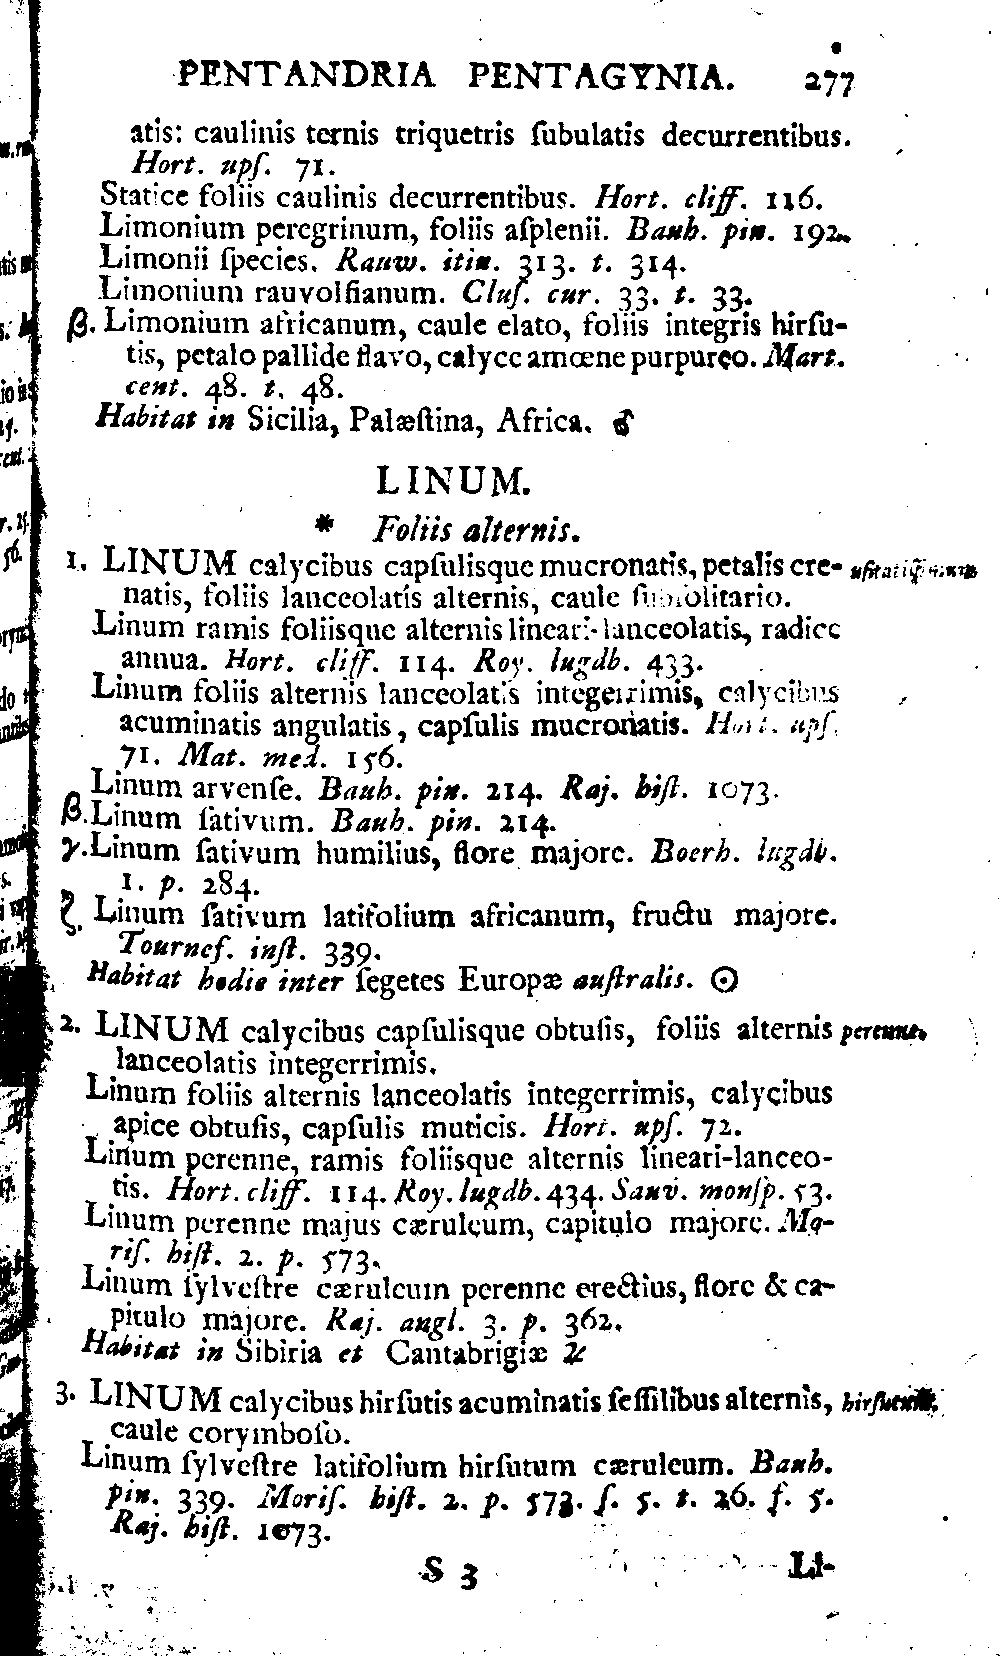 PENTANDRIA PENTAGYNIA. 277
atis: caulinis ternis triquetris ſubulatis decurrentibus.
Hort. upſ. 71.
Statice foliis caulinis decurrentibus. Hort. cliff. 116.
Limonium peregrinum, foliis aſplenii. Bauh. pin. 192.
Limonii ſpecies. Rauw. itin. 313. t. 314.
Limonium rauvolfianum. Cluſ. cur. 33. t. 33.
β. Limonium africanum, caule elato, foliis integris hirſu-
tis, petalo pallide flavo, calyce amœne purpureo. Mart.
cent. 48. t. 48.
Habitat in Sicilia, Palæſtina, Africa. ♂
LINUM.
* Foliis alternis.
1. LINUM calycibus capſulisque mucronatis, petalis cre- uſitatiſſimum
natis, foliis lanceolatis alternis, caule ſubſolitario.
Linum ramis foliisque alternis lineari-lanceolatis, radice
annua. Hort. cliff. 114. Roy. lugdb. 433.
Linum foliis alternis lanceolatis integerrimis, calycibus
acuminatis angulatis, capſulis mucronatis. Hort. upſ.
71. Mat. med. 156.
Linum arvenſe. Bauh. pin. 214. Raj. hiſt. 1073.
β. Linum ſativum. Bauh. pin. 214.
γ. Linum ſativum humilius, flore majore. Boerh. lugdb.
1. p. 284.
ζ. Linum ſativum latifolium africanum, fructu majore.
Tournef. inſt. 339.
Habitat hodie inter ſegetes Europæ auſtralis. ☉
2. LINUM calycibus capſulisque obtuſis, foliis alternis perenne.
lanceolatis integerrimis.
Linum foliis alternis lanceolatis integerrimis, calycibus
apice obtuſis, capſulis muticis. Hort. upſ. 72.
Linum perenne, ramis foliisque alternis lineari-lanceo-
tis. Hort. cliff. 114. Roy. lugdb. 434. Sauv. monſp. 53.
Linum perenne majus cæruleum, capitulo majore. Mo-
riſ. hiſt. 2. p. 573.
Linum ſylveſtre cæruleum perenne erectius, flore & ca-
pitulo majore. Raj. angl. 3. p. 362.
Habitat in Sibiria et Cantabrigiæ ♃
3. LINUM calycibus hirſutis acuminatis ſeſſilibus alternis, hirſutum.
caule corymboſo.
Linum ſylveſtre latifolium hirſutum cæruleum. Bauh.
pin. 339. Moriſ. hiſt. 2. p. 573. ſ. 5. t. 26. f. 5.
Raj. hiſt. 1073.
S 3 LI-